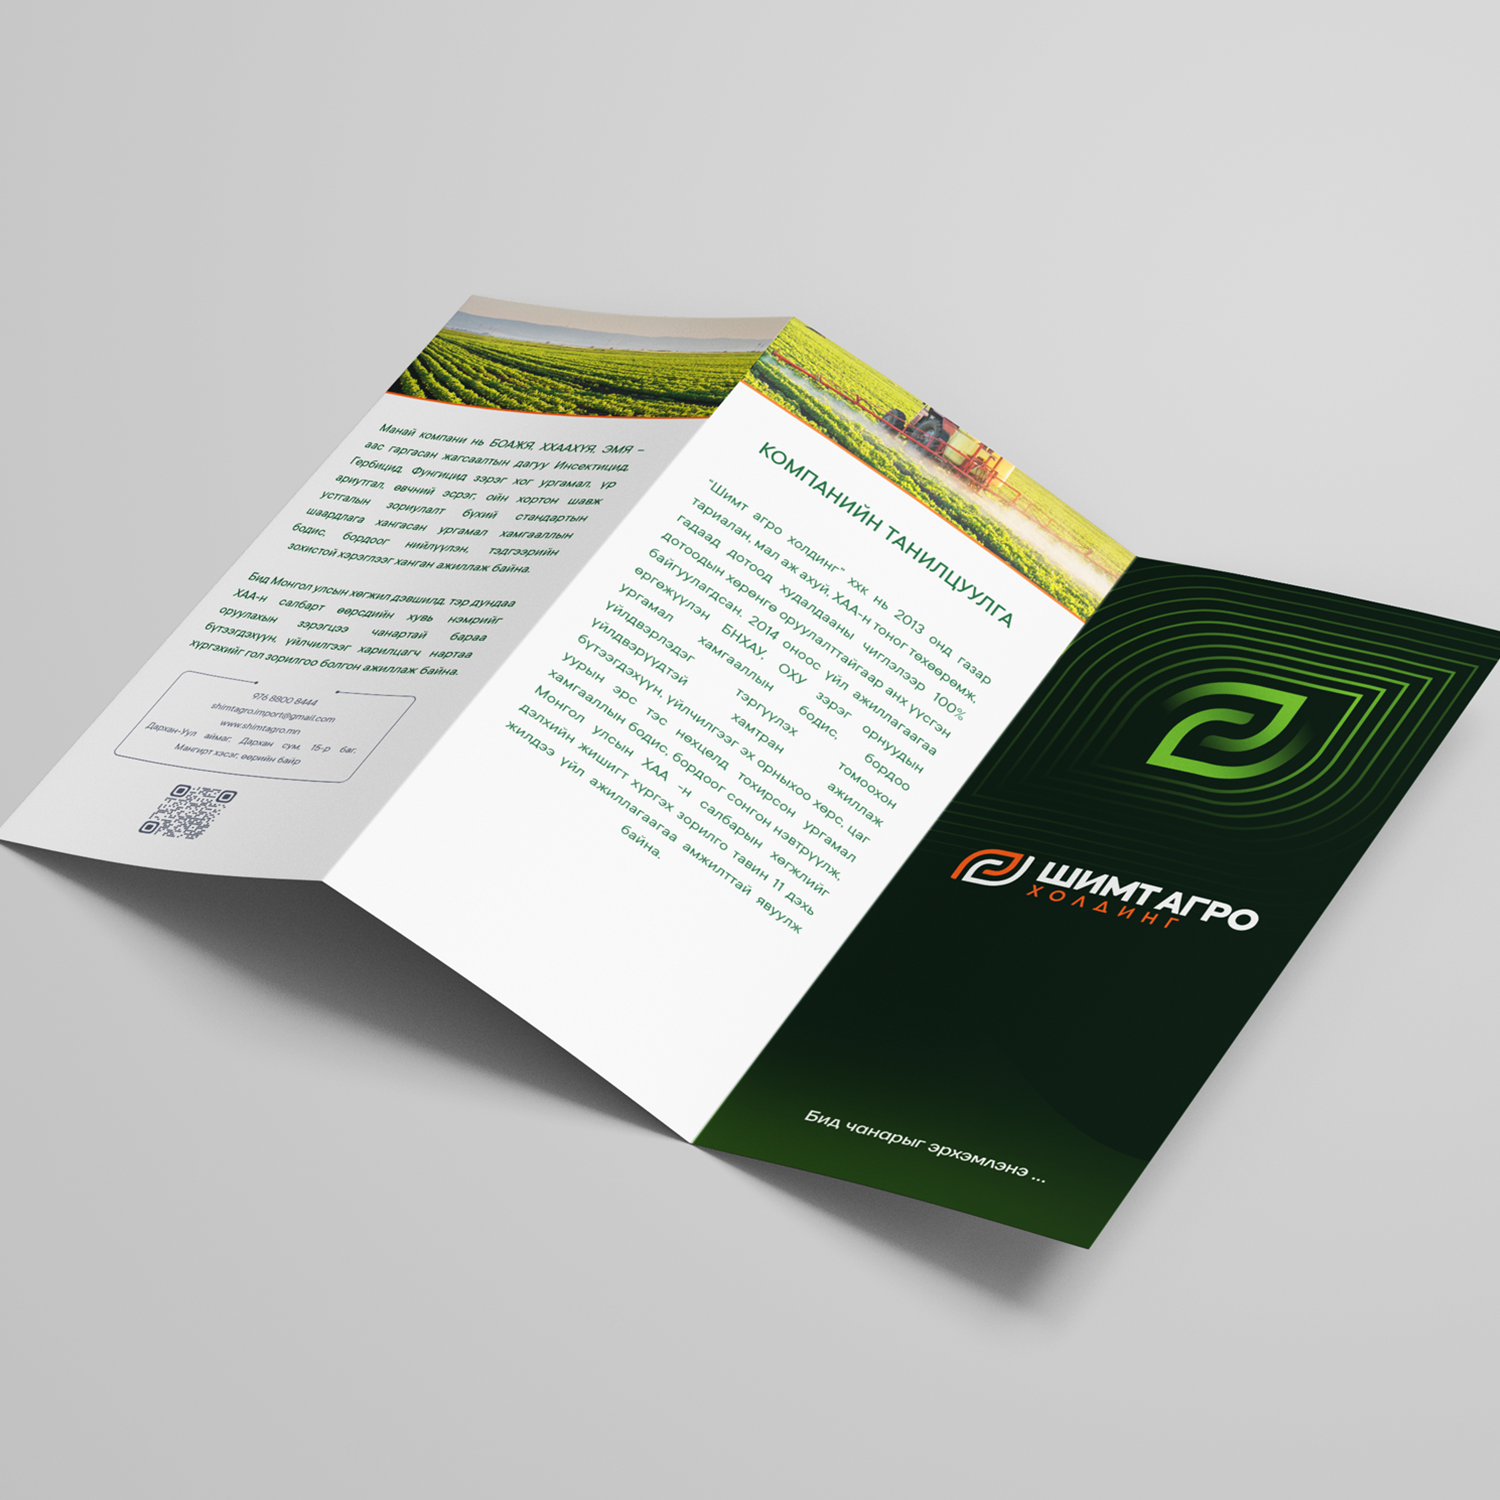 Манай компани нь БОАЖЯ, ХХААХҮЯ, ЭМЯ –
аас гаргасан жагсаалтын дагуу Инсектицид,
Гербицид, Фунгицид зэрэг хог ургамал, үр
ариутгал, өвчний эсрэг, ойн хортон шавж
устгалын зориулалт бүхий стандартын
шаардлага хангасан ургамал хамгааллын
бодис, бордоог нийлүүлэн, тэдгээрийн
зохистой хэрэглээг ханган ажиллаж байна.
Бид Монгол улсын хөгжил дэвшилд, тэр дундаа
ХАА-н салбарт өөрсдийн хувь нэмрийг
оруулахын зэрэгцээ чанартай бараа
бүтээгдэхүүн, үйлчилгээг харилцагч нартаа
хүргэхийг гол зорилгоо болгон ажиллаж байна.
976 8800 8444
shimtagro.import@gmail.com
www.shimtagro.mn
Дархан-Уул аймаг, Дархан сум, 15-р баг,
Мангирт хэсэг, өөрийн байр
КОМПАНИЙН ТАНИЛЦУУЛГА
"Шимт агро холдинг" ххк нь 2013 онд газар
тариалан, мал аж ахуй, ХАА-н тоног төхөөрөмж,
гадаад дотоод худалдааны чиглэлээр 100%
дотоодын хөрөнгө оруулалттайгаар анх үүсгэн
байгуулагдсан. 2014 оноос үйл ажиллагаагаа
өргөжүүлэн БНХАУ, ОХУ зэрэг орнуудын
ургамал хамгааллын бодис, бордоо
үйлдвэрлэдэг тэргүүлэх томоохон
үйлдвэрүүдтэй хамтран ажиллаж
бүтээгдэхүүн, үйлчилгээг эх орныхоо хөрс, цаг
уурын эрс тэс нөхцөлд тохирсон ургамал
хамгааллын бодис, бордоог сонгон нэвтрүүлж,
Монгол улсын ХАА -н салбарын хөгжлийг
дэлхийн жишигт хүргэх зорилго тавин 11 дэхь
жилдээ үйл ажиллагаагаа амжилттай явуулж
байна.
ШИМТ АГРО
ХОЛДИНГ
Бид чанарыг эрхэмлэнэ ...